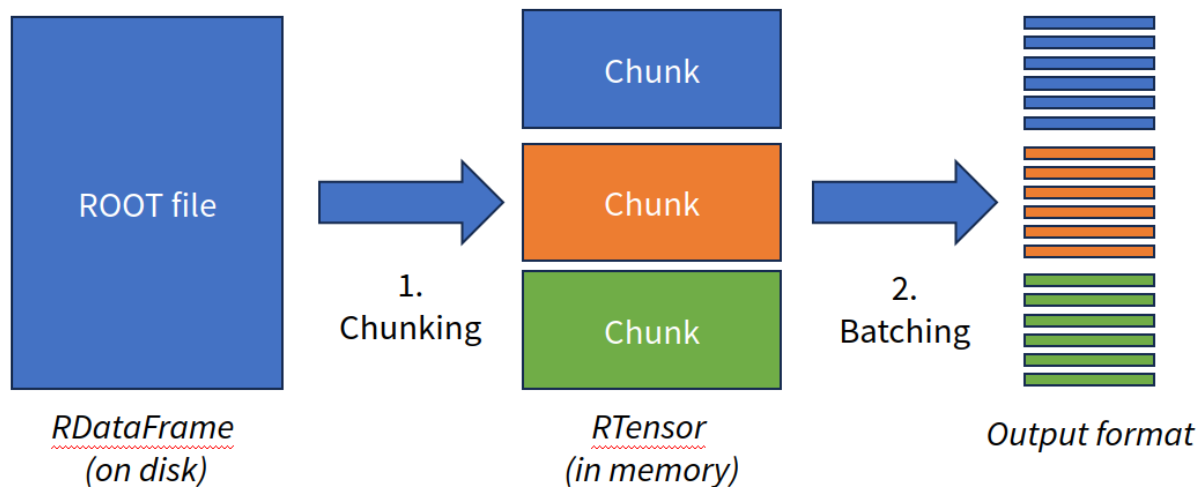 ROOT file
RDataFrame
(on disk)
1.
Chunking
Chunk
Chunk
Chunk
RTensor
(in memory)
2.
Batching
Output format